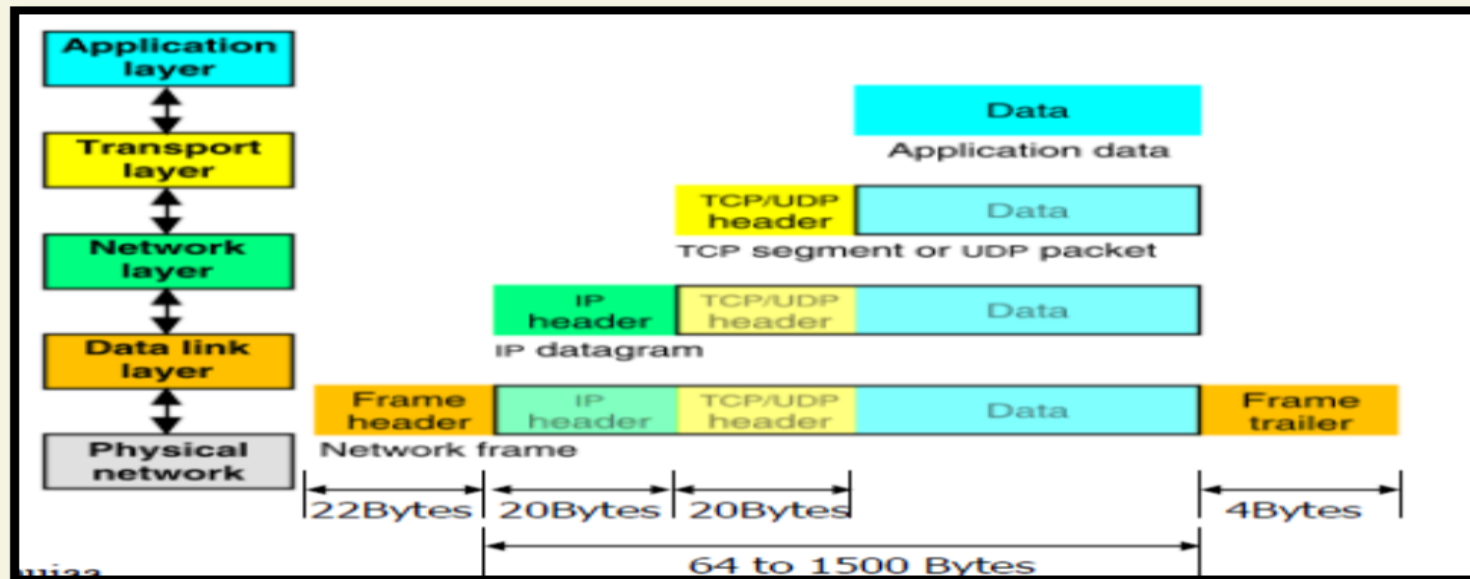 Application
layer
Data
Application data
Transport
layer
TCP/UDP
header
Data
TCP segment or UDP packet
Network
layer
IP
header
TCP/UDP
header
Data
IP datagram
Data link
layer
Frame
header
IP
header
TCP/UDP
header
Data
Frame
trailer
Network frame
Physical
network
22Bytes
20Bytes
20Bytes
4Bytes
64 to 1500 Bytes